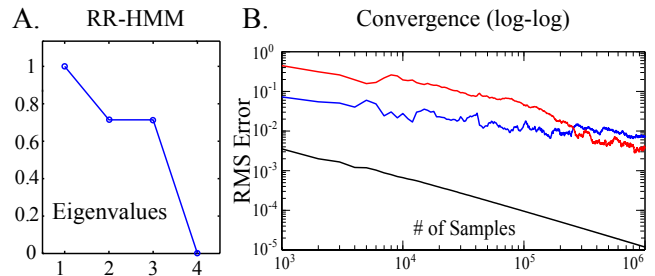 A. RR-HMM
1
0.8
0.6
0.4
0.2
0
Eigenvalues
1 2 3 4
B. Convergence (log-log)
RMS Error
10^0
10^-1
10^-2
10^-3
10^-4
10^-5
# of Samples
10^3 10^4 10^5 10^6